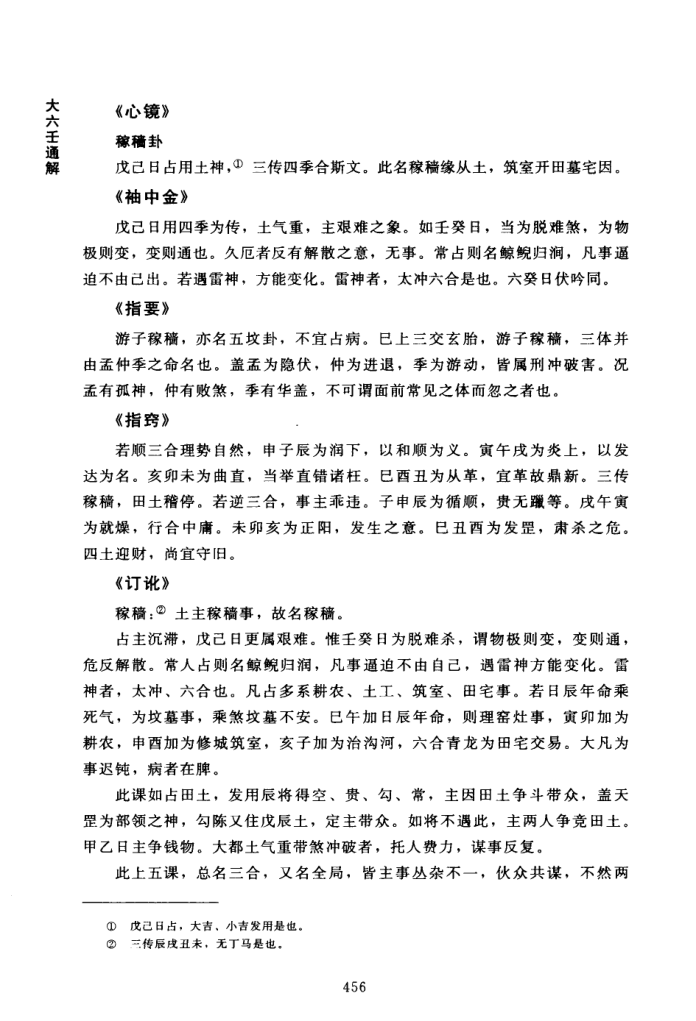 大六壬通解
《心镜》
稼穑卦
戊己日占用土神，① 三传四季合斯文。此名稼穑缘从土，筑室开田墓宅因。
《袖中金》
戊己日用四季为传，土气重，主艰难之象。如壬癸日，当为脱难煞，为物
极则变，变则通也。久厄者反有解散之意，无事。常占则名鲸鲵归涧，凡事逼
迫不由己出。若遇雷神，方能变化。雷神者，太冲六合是也。六癸日伏吟同。
《指要》
游子稼穑，亦名五坟卦，不宜占病。巳上三交玄胎，游子稼穑，三体并
由孟仲季之命名也。盖孟为隐伏，仲为进退，季为游动，皆属刑冲破害。况
孟有孤神，仲有败煞，季有华盖，不可谓面前常见之体而忽之者也。
《指窍》
若顺三合理势自然，申子辰为润下，以和顺为义。寅午戌为炎上，以发
达为名。亥卯未为曲直，当举直错诸枉。巳酉丑为从革，宜革故鼎新。三传
稼穑，田土稽停。若逆三合，事主乖违。子申辰为循顺，贵无躐等。戌午寅
为就燥，行合中庸。未卯亥为正阳，发生之意。巳丑酉为发罡，肃杀之危。
四土迎财，尚宜守旧。
《订讹》
稼穑：② 土主稼穑事，故名稼穑。
占主沉滞，戊己日更属艰难。惟壬癸日为脱难杀，谓物极则变，变则通，
危反解散。常人占则名鲸鲵归润，凡事逼迫不由自己，遇雷神方能变化。雷
神者，太冲、六合也。凡占多系耕农、土工、筑室、田宅事。若日辰年命乘
死气，为坟墓事，乘煞坟墓不安。巳午加日辰年命，则理窑灶事，寅卯加为
耕农，申酉加为修城筑室，亥子加为治沟河，六合青龙为田宅交易。大凡为
事迟钝，病者在脾。
此课如占田土，发用辰将得空、贵、勾、常，主因田土争斗带众，盖天
罡为部领之神，勾陈又住戊辰土，定主带众。如将不遇此，主两人争竞田土。
甲乙日主争钱物。大都土气重带煞冲破者，托人费力，谋事反复。
此上五课，总名三合，又名全局，皆主事丛杂不一，伙众共谋，不然两
① 戊己日占，大吉、小吉发用是也。
② 三传辰戌丑未，无丁马是也。
456